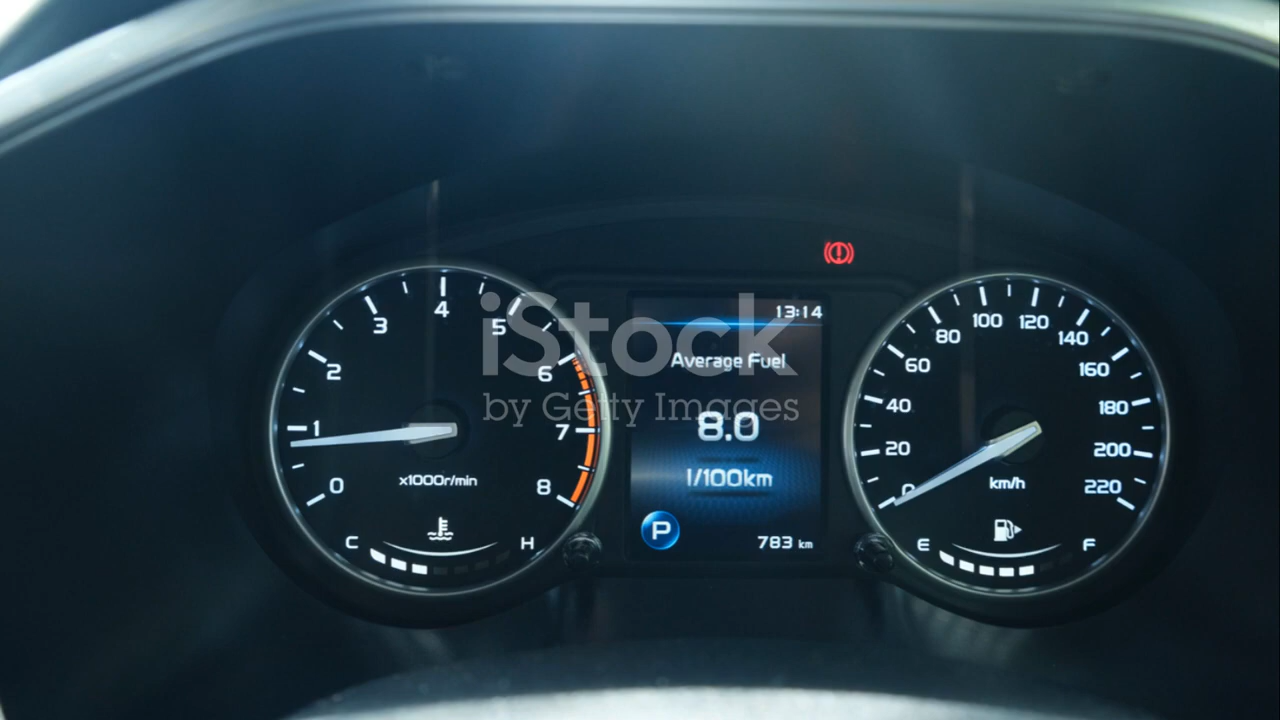 0
1
2
3
4
5
6
7
8
x1000r/min
C
H
13:14
Average Fuel
8.0
l/100km
P
783 km
0
20
40
60
80
100
120
140
160
180
200
220
km/h
E
F
iStock
by Getty Images